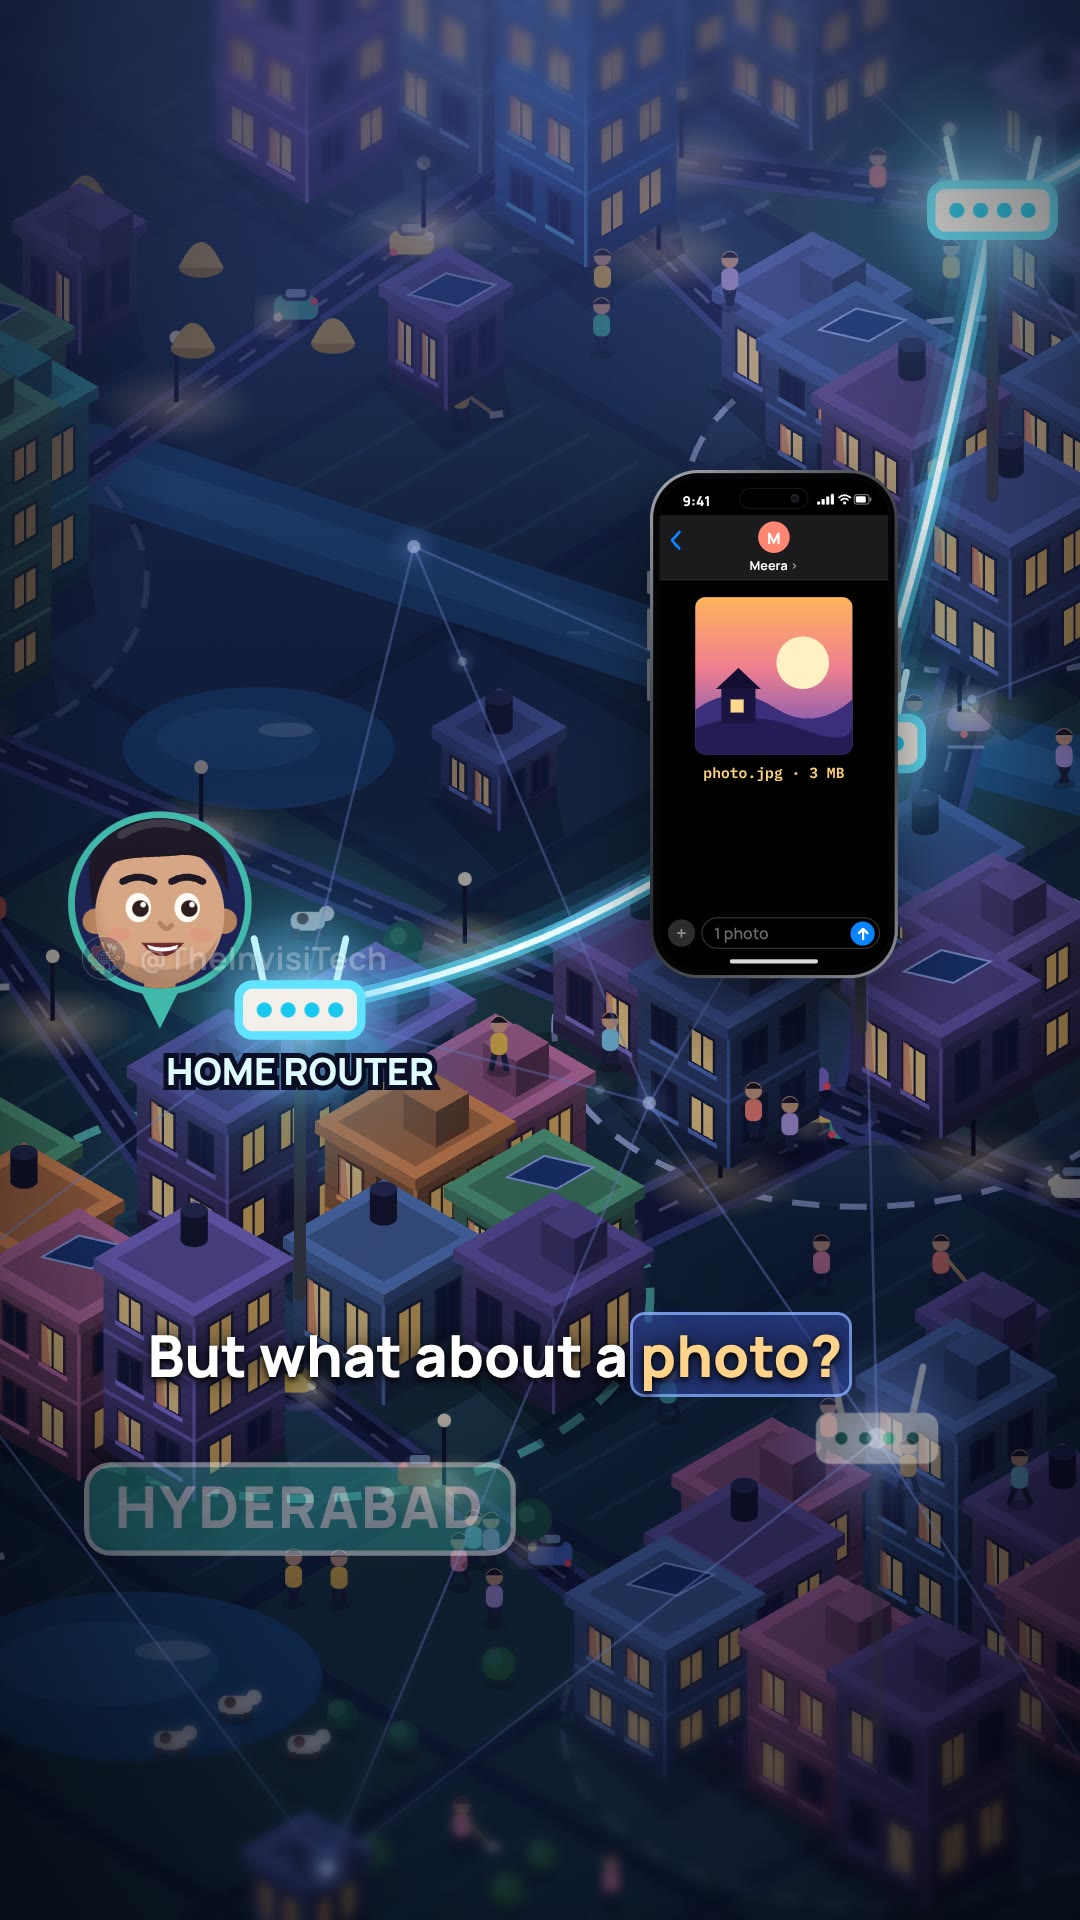 9:41
M
Meera ›
photo.jpg · 3 MB
1 photo
@TheInvisiTech
HOME ROUTER
But what about a photo?
HYDERABAD